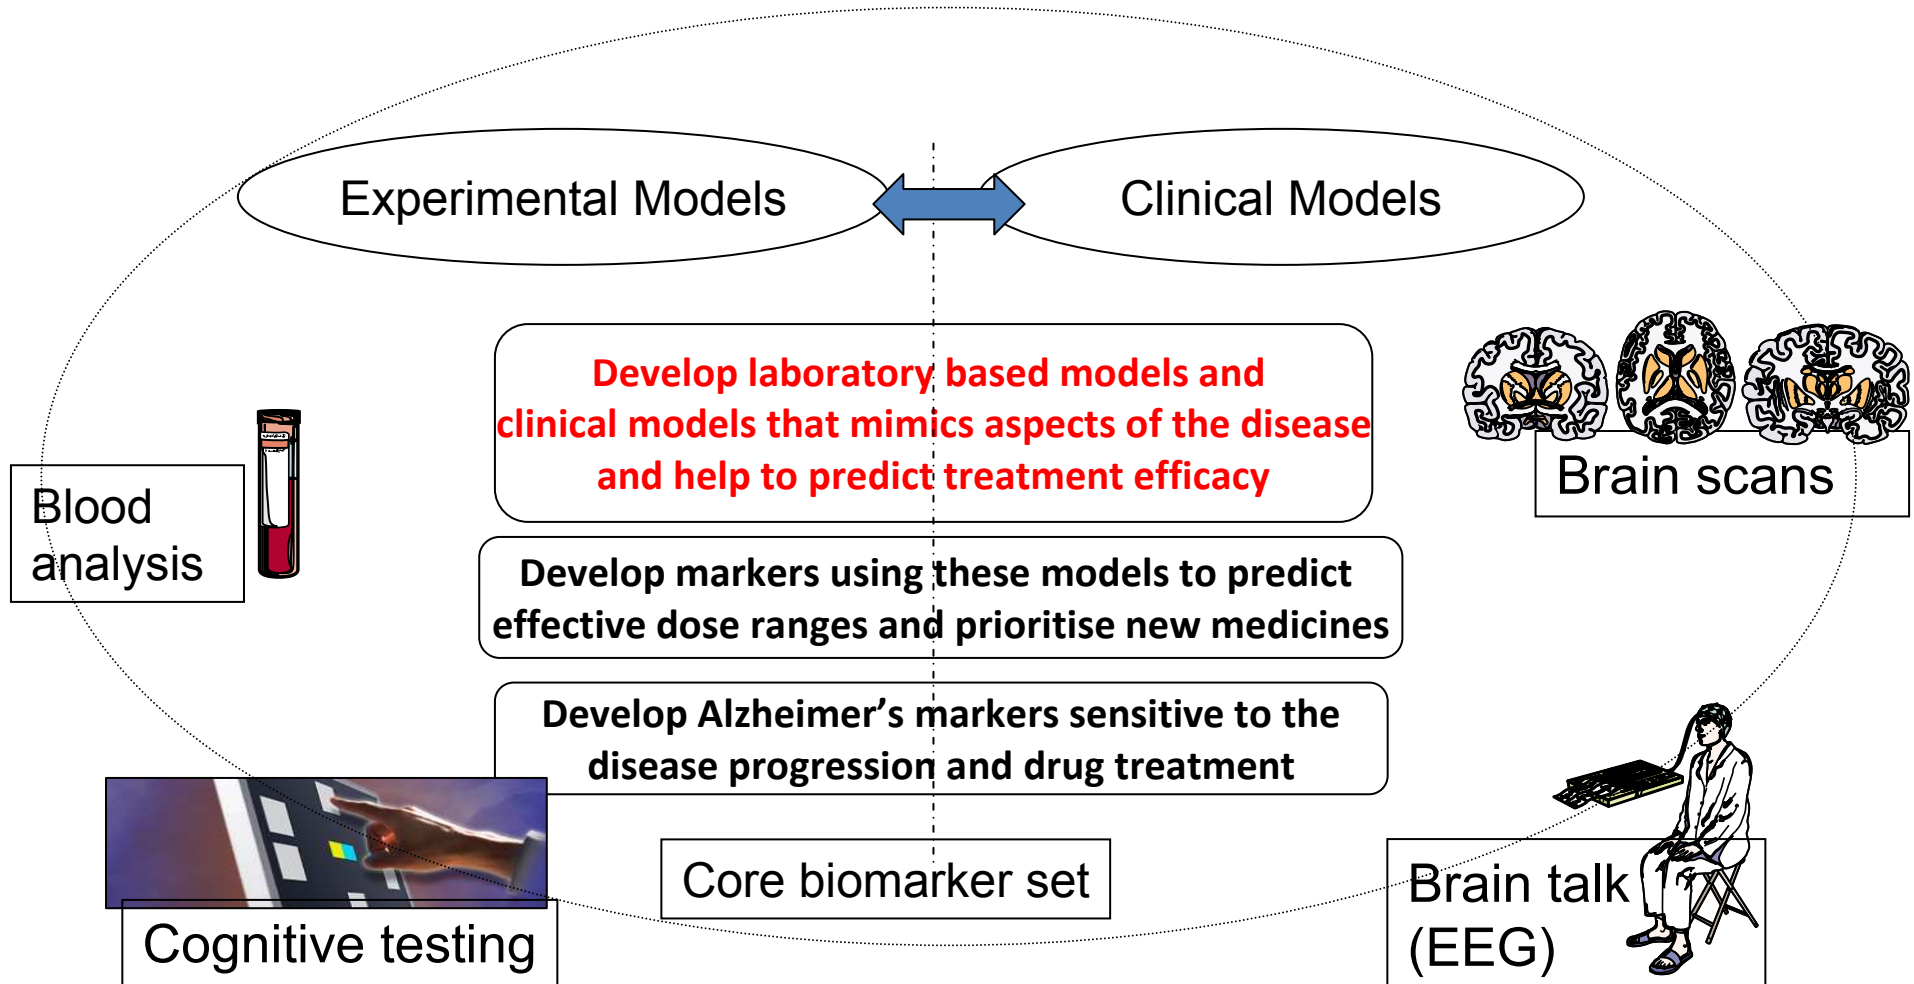 Experimental Models
Clinical Models
Develop laboratory based models and
clinical models that mimics aspects of the disease
and help to predict treatment efficacy
Brain scans
Blood
analysis
Develop markers using these models to predict
effective dose ranges and prioritise new medicines
Develop Alzheimer’s markers sensitive to the
disease progression and drug treatment
Core biomarker set
Cognitive testing
Brain talk
(EEG)